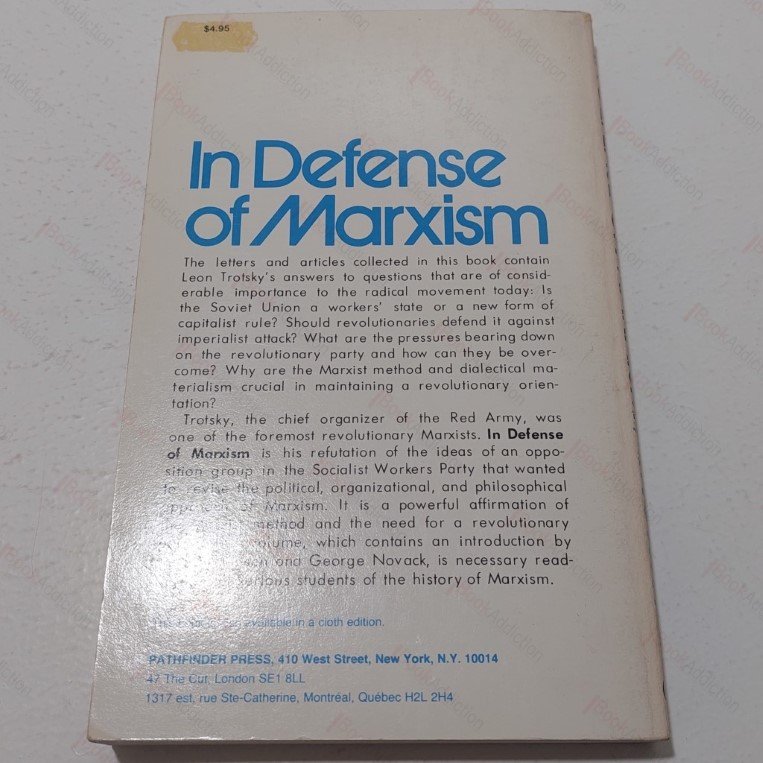 $4.95
In Defense
of Marxism
The letters and articles collected in this book contain
Leon Trotsky's answers to questions that are of consid-
erable importance to the radical movement today: Is
the Soviet Union a workers' state or a new form of
capitalist rule? Should revolutionaries defend it against
imperialist attack? What are the pressures bearing down
on the revolutionary party and how can they be over-
come? Why are the Marxist method and dialectical ma-
terialism crucial in maintaining a revolutionary orien-
tation?
Trotsky, the chief organizer of the Red Army, was
one of the foremost revolutionary Marxists. In Defense
of Marxism is his refutation of the ideas of an oppo-
sition group in the Socialist Workers Party that wanted
to revise the political, organizational, and philosophical
of Marxism. It is a powerful affirmation of
method and the need for a revolutionary
volume, which contains an introduction by
and George Novack, is necessary read-
serious students of the history of Marxism.
available in a cloth edition.
PATHFINDER PRESS, 410 West Street, New York, N.Y. 10014
47 The Cut, London SE1 8LL
1317 est, rue Ste-Catherine, Montréal, Québec H2L 2H4
BookAddiction